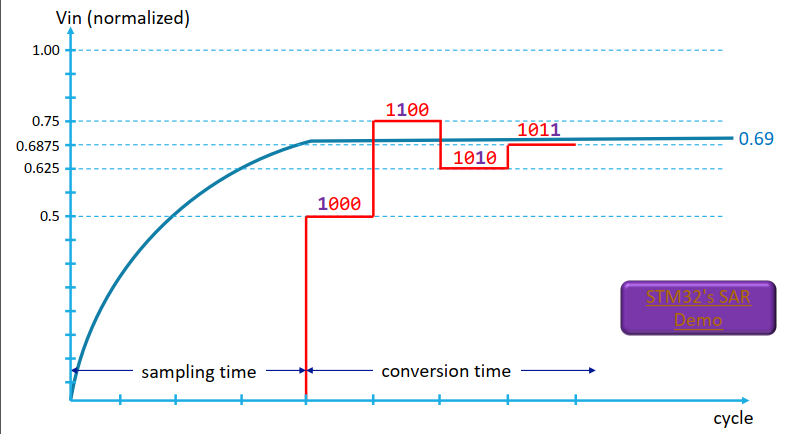 Vin (normalized)
1.00
0.75
0.6875
0.625
0.5
1100
1011
1010
1000
0.69
STM32's SAR
Demo
sampling time
conversion time
cycle